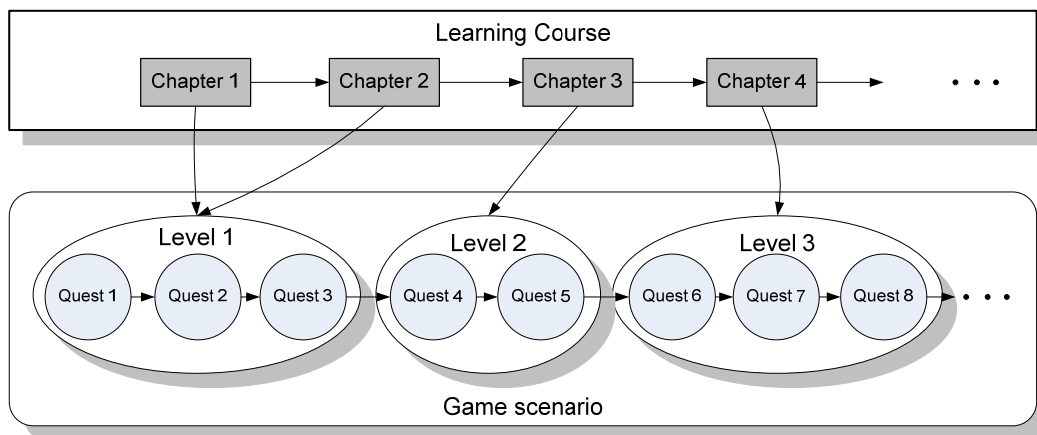 Learning Course
Chapter 1 Chapter 2 Chapter 3 Chapter 4 . . .
Level 1 Level 2 Level 3
Quest 1 Quest 2 Quest 3 Quest 4 Quest 5 Quest 6 Quest 7 Quest 8 . . .
Game scenario